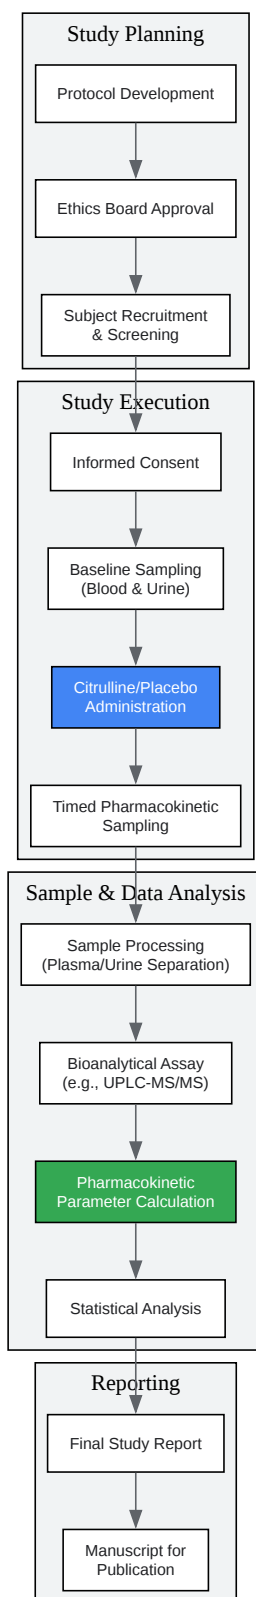 Study Planning
Protocol Development
Ethics Board Approval
Subject Recruitment
& Screening
Study Execution
Informed Consent
Baseline Sampling
(Blood & Urine)
Citrulline/Placebo
Administration
Timed Pharmacokinetic
Sampling
Sample & Data Analysis
Sample Processing
(Plasma/Urine Separation)
Bioanalytical Assay
(e.g., UPLC-MS/MS)
Pharmacokinetic
Parameter Calculation
Statistical Analysis
Reporting
Final Study Report
Manuscript for
Publication